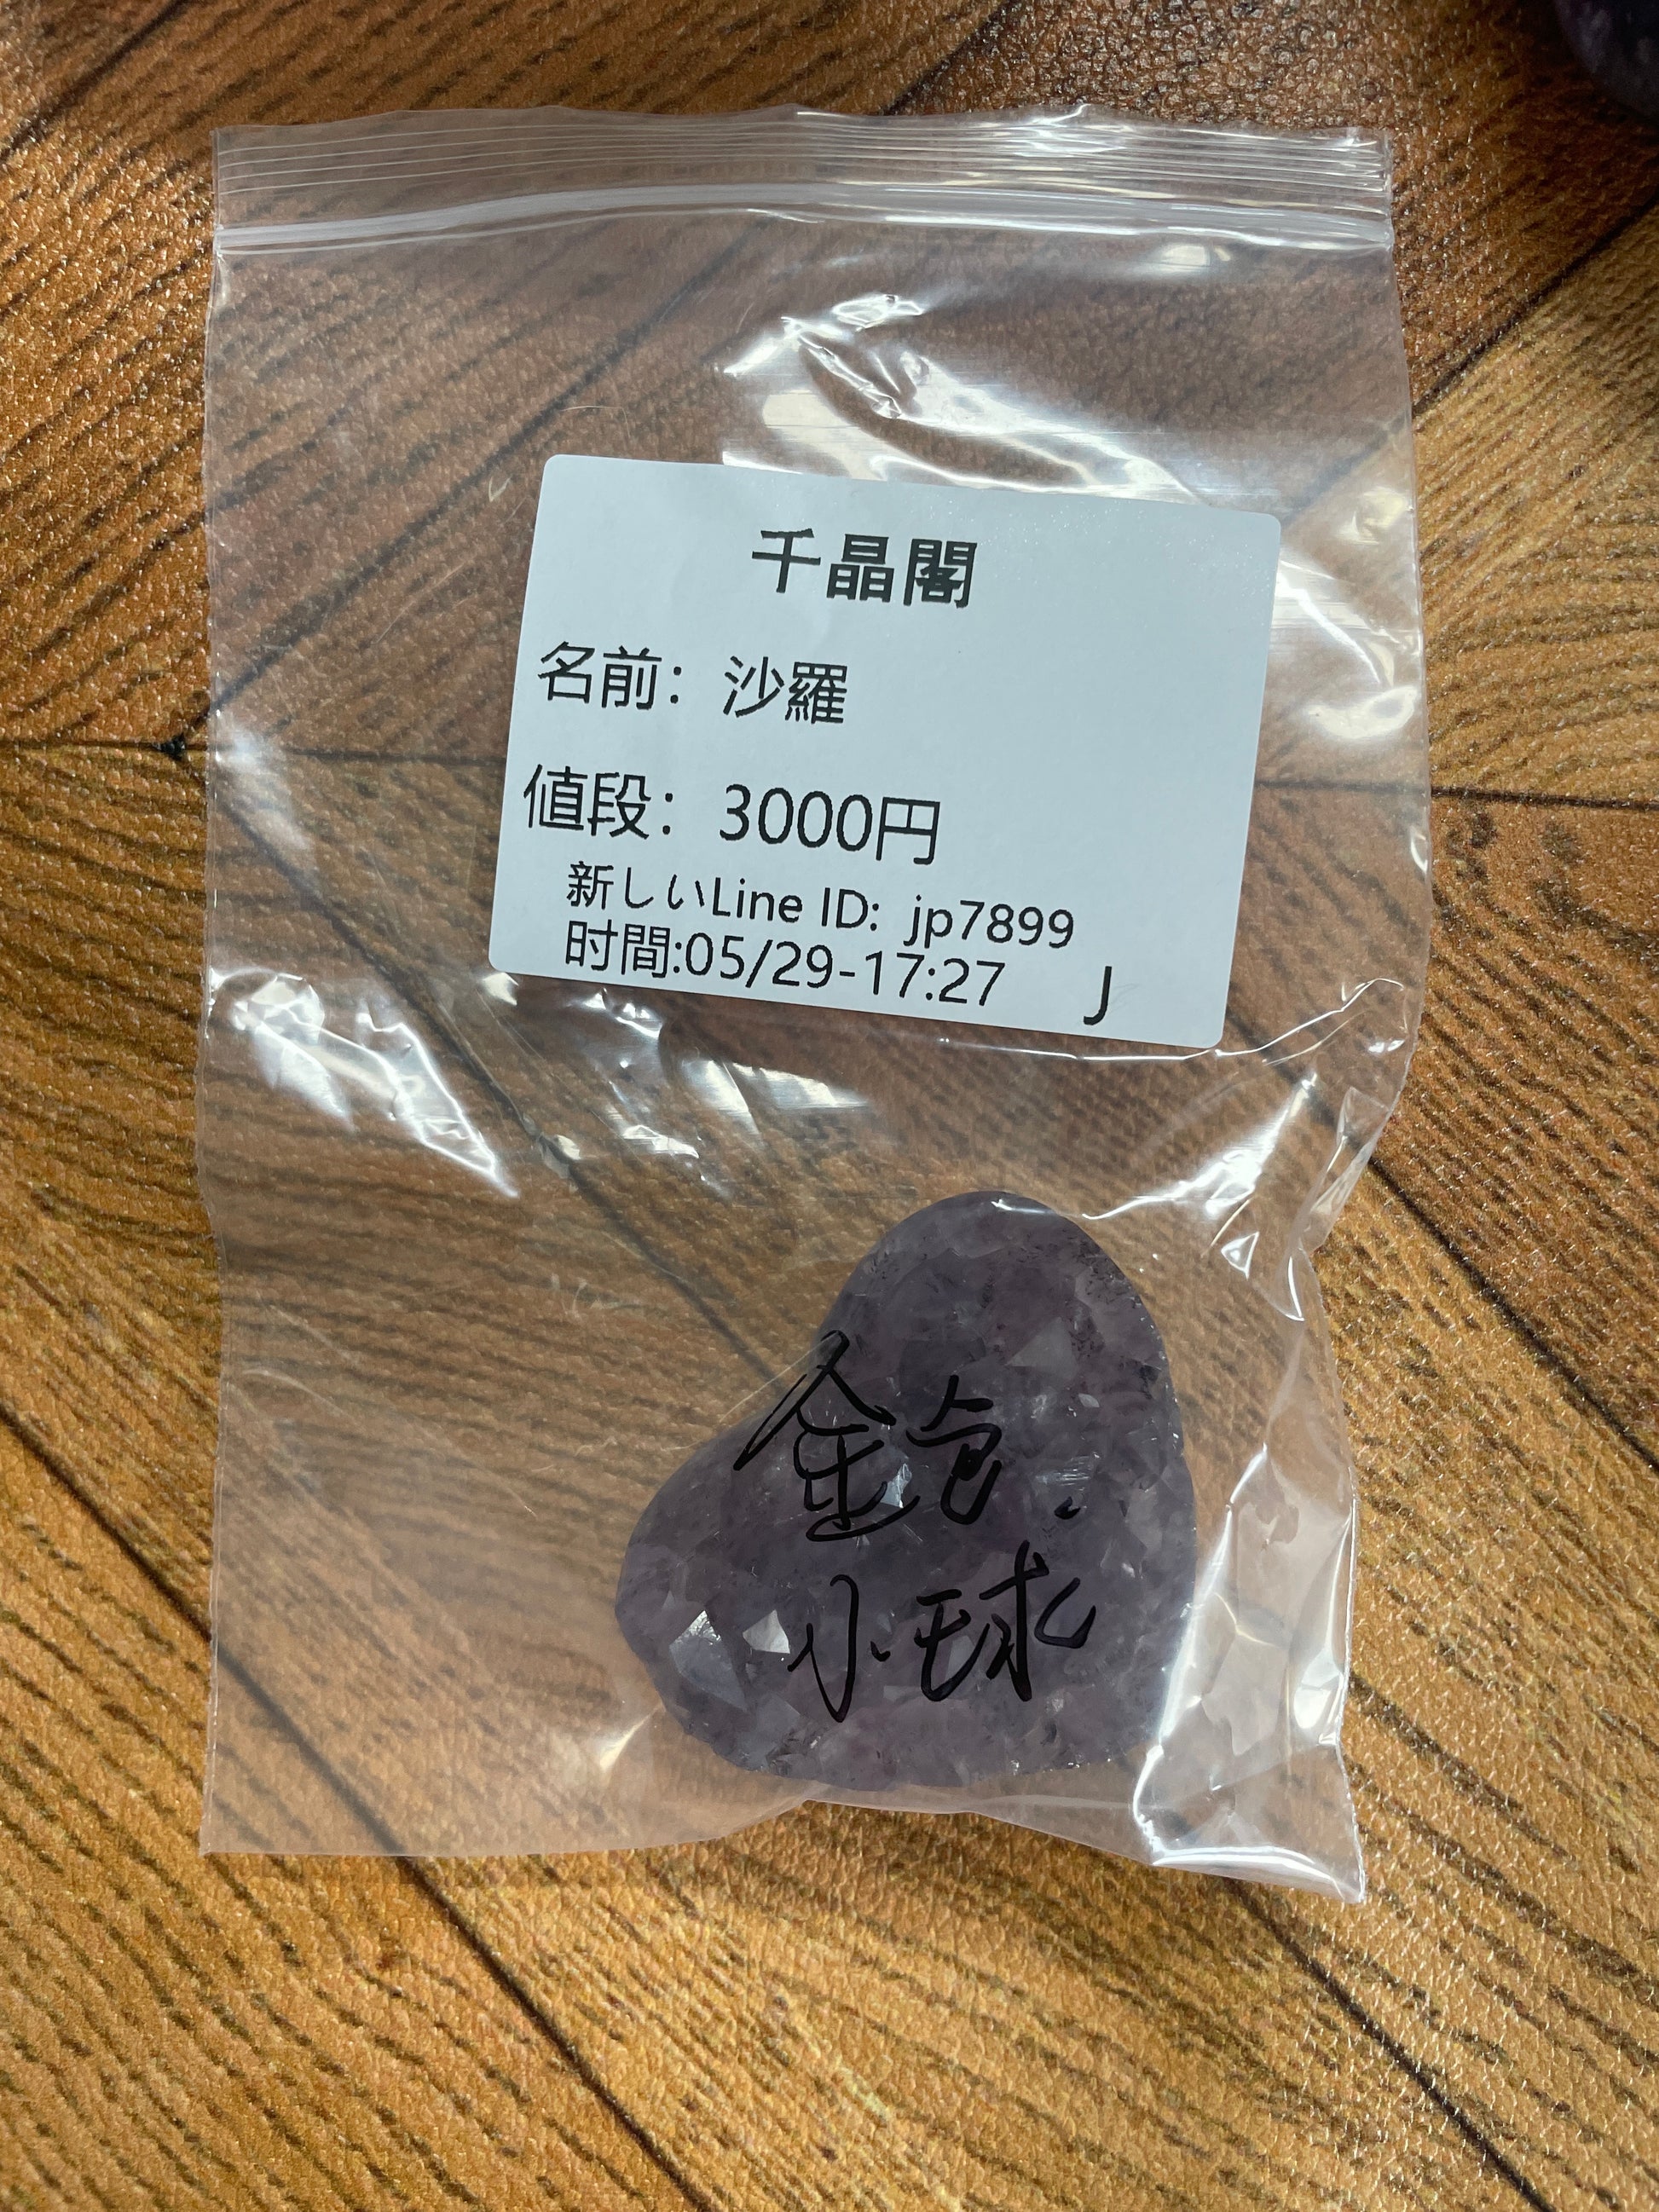 千晶閣
名前：沙羅
値段：3000円
新しいLine ID: jp7899
时間:05/29-17:27 J
小球